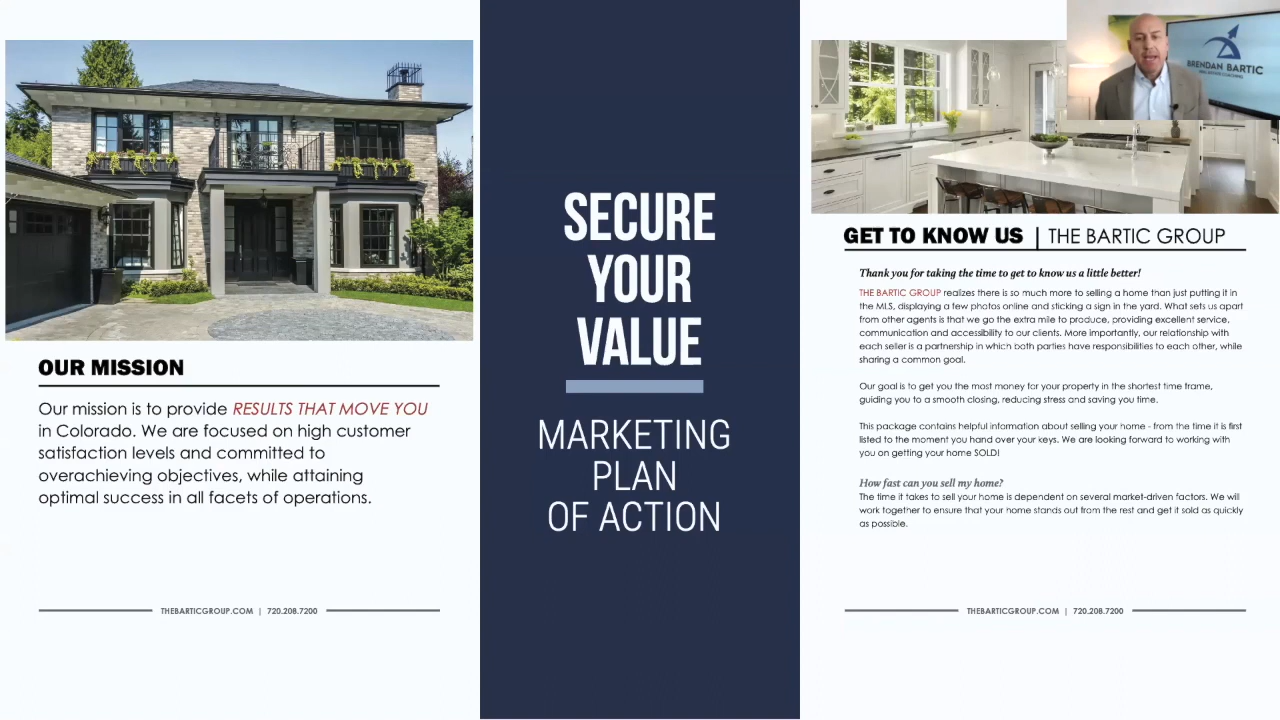 OUR MISSION
Our mission is to provide RESULTS THAT MOVE YOU
in Colorado. We are focused on high customer
satisfaction levels and committed to
overachieving objectives, while attaining
optimal success in all facets of operations.
THEBARTICGROUP.COM | 720.208.7200
SECURE
YOUR
VALUE
MARKETING
PLAN
OF ACTION
BRENDAN BARTIC
GET TO KNOW US | THE BARTIC GROUP
Thank you for taking the time to get to know us a little better!
THE BARTIC GROUP realizes there is so much more to selling a home than just putting it in
the MLS, displaying a few photos online and sticking a sign in the yard. What sets us apart
from other agents is that we go the extra mile to produce, providing excellent service,
communication and accessibility to our clients. More importantly, our relationship with
each seller is a partnership in which both parties have responsibilities to each other, while
sharing a common goal.
Our goal is to get you the most money for your property in the shortest time frame,
guiding you to a smooth closing, reducing stress and saving you time.
This package contains helpful information about selling your home - from the time it is first
listed to the moment you hand over your keys. We are looking forward to working with
you on getting your home SOLD!
How fast can you sell my home?
The time it takes to sell your home is dependent on several market-driven factors. We will
work together to ensure that your home stands out from the rest and get it sold as quickly
as possible.
THEBARTICGROUP.COM | 720.208.7200